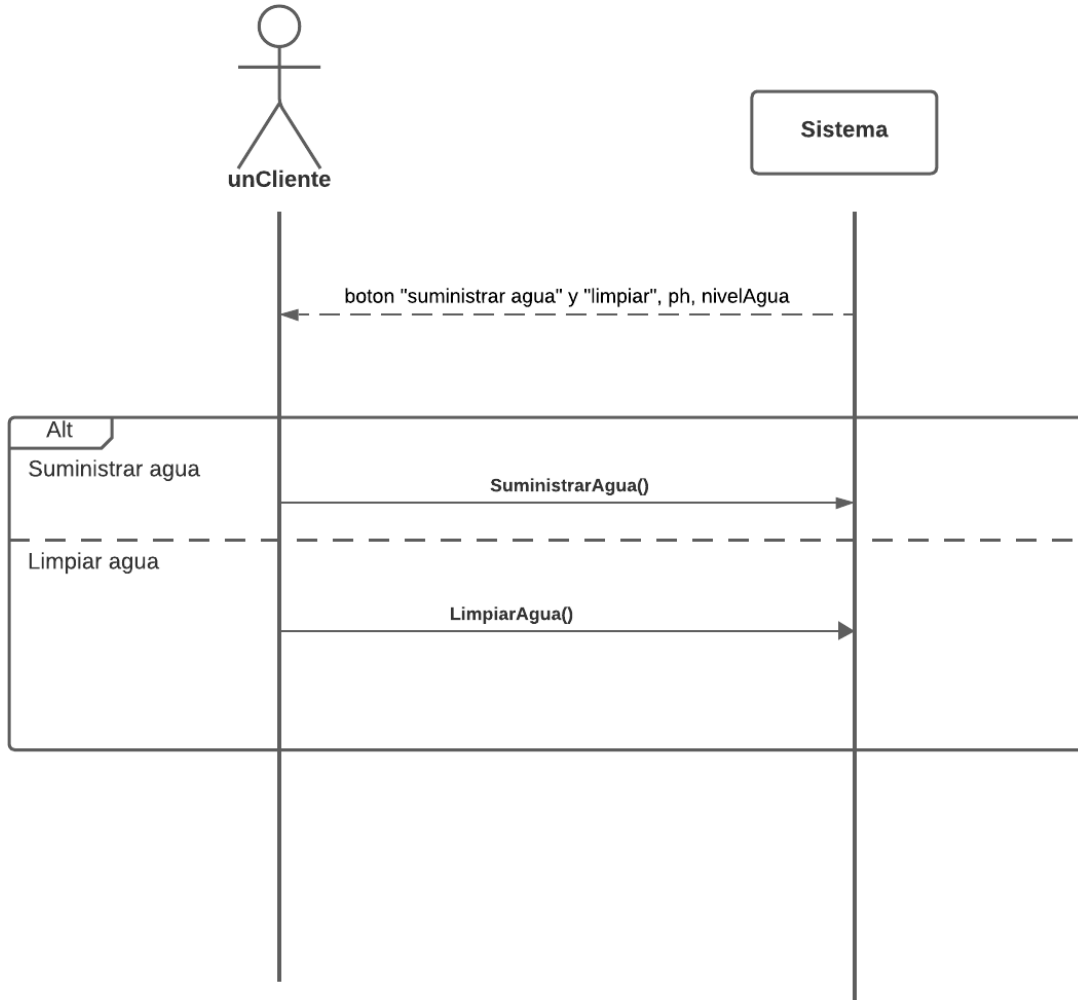 unCliente
Sistema
boton "suministrar agua" y "limpiar", ph, nivelAgua
Alt
Suministrar agua
SuministrarAgua()
Limpiar agua
LimpiarAgua()